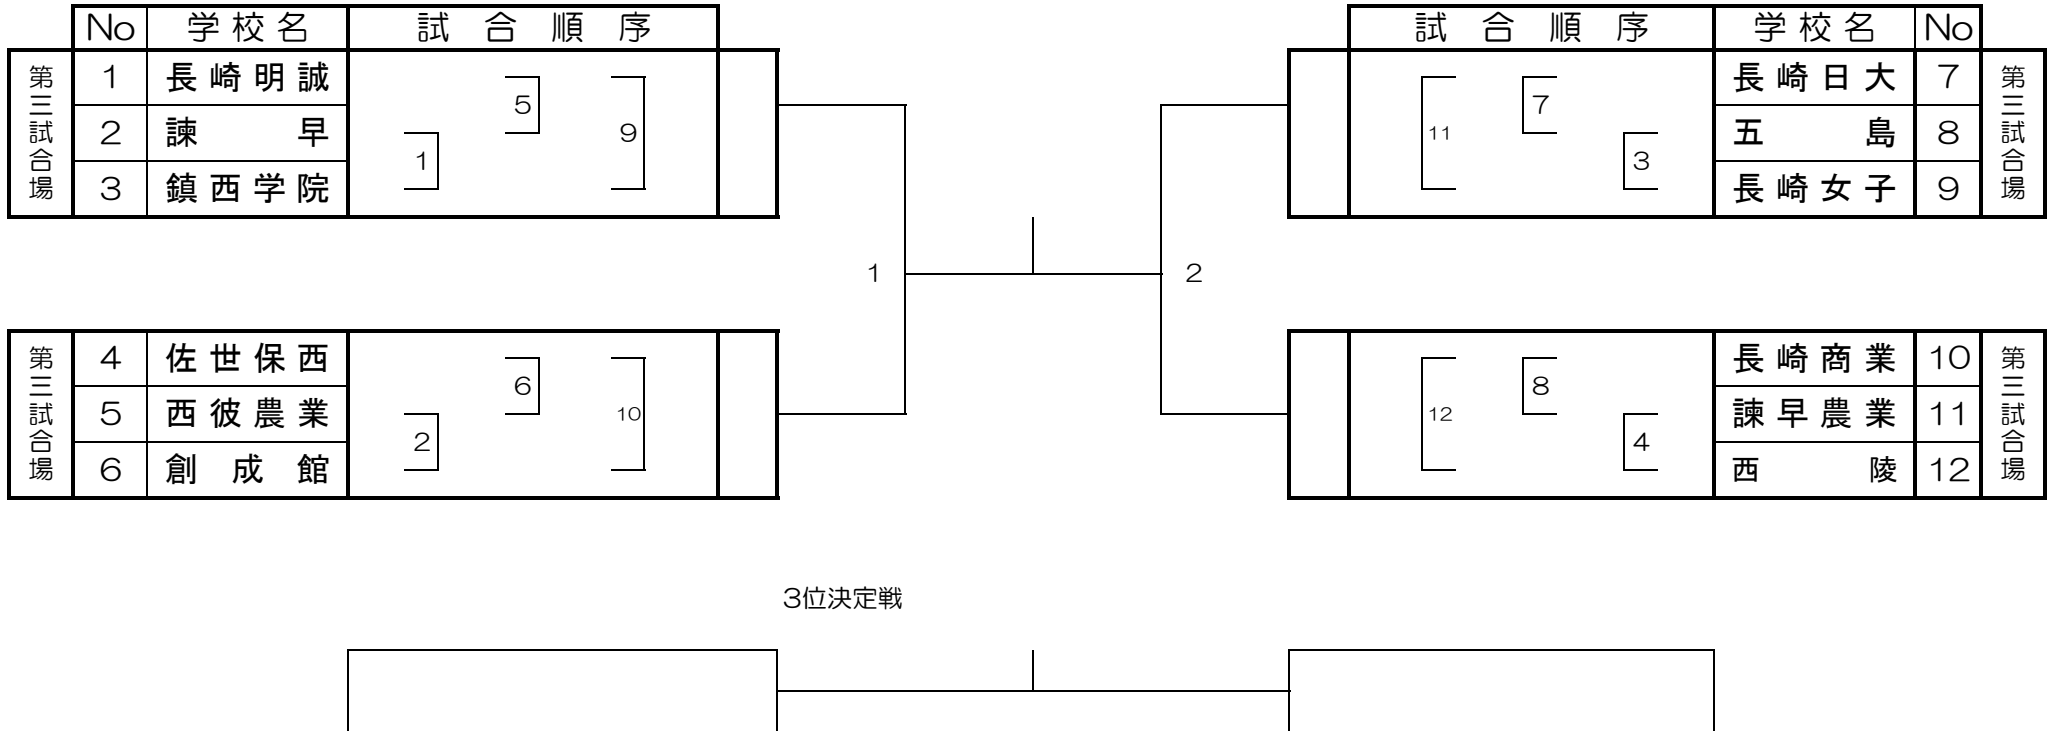 No 学校名 試合順序
第三試合場
1 長崎明誠
2 諫早
3 鎮西学院
1 5 9
試合順序 学校名 No
長崎日大 7
五島 8
長崎女子 9
11 7 3
第三試合場
1 2
第三試合場
4 佐世保西
5 西彼農業
6 創成館
2 6 10
長崎商業 10
諫早農業 11
西陵 12
12 8 4
第三試合場
3位決定戦